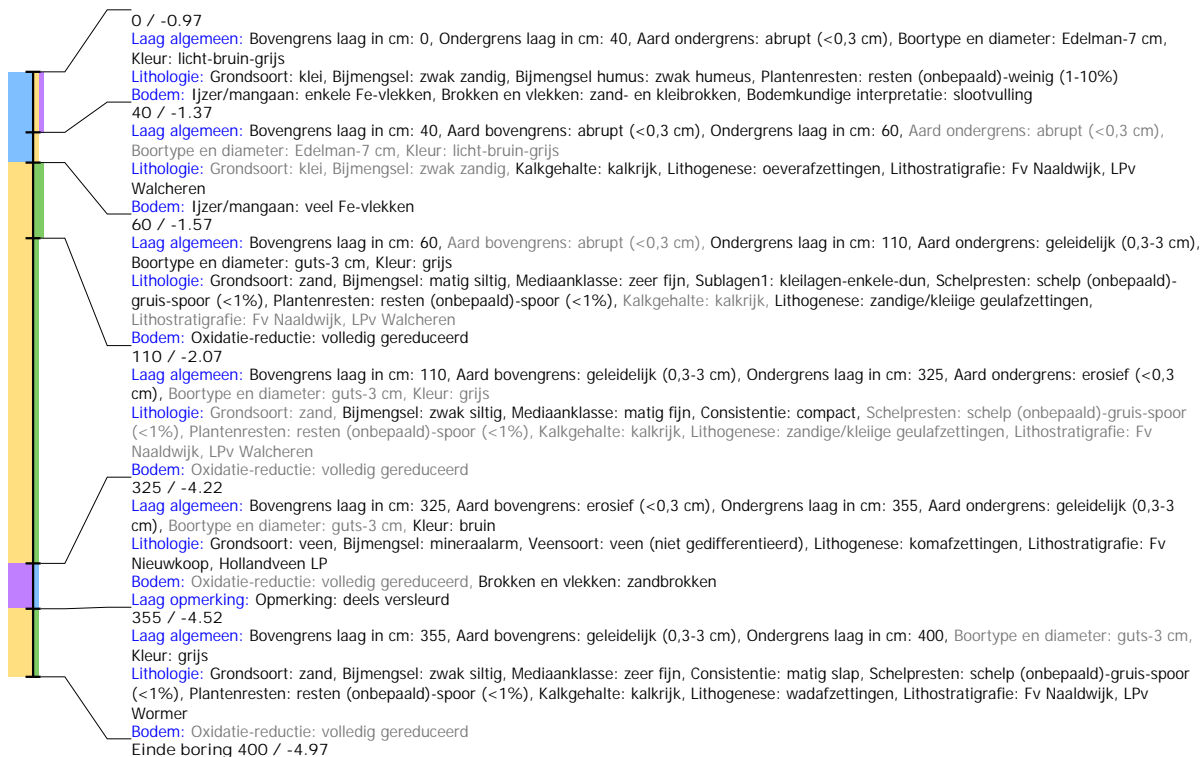 0 / -0.97
Laag algemeen: Bovengrens laag in cm: 0, Ondergrens laag in cm: 40, Aard ondergrens: abrupt (<0,3 cm), Boortype en diameter: Edelman-7 cm,
Kleur: licht-bruin-grijs
Lithologie: Grondsoort: klei, Bijmengsel: zwak zandig, Bijmengsel humus: zwak humeus, Plantenresten: resten (onbepaald)-weinig (1-10%)
Bodem: Ijzer/mangaan: enkele Fe-vlekken, Brokken en vlekken: zand- en kleibrokken, Bodemkundige interpretatie: slootvulling
40 / -1.37
Laag algemeen: Bovengrens laag in cm: 40, Aard bovengrens: abrupt (<0,3 cm), Ondergrens laag in cm: 60, Aard ondergrens: abrupt (<0,3 cm),
Boortype en diameter: Edelman-7 cm, Kleur: licht-bruin-grijs
Lithologie: Grondsoort: klei, Bijmengsel: zwak zandig, Kalkgehalte: kalkrijk, Lithogenese: oeverafzettingen, Lithostratigrafie: Fv Naaldwijk, LPv
Walcheren
Bodem: Ijzer/mangaan: veel Fe-vlekken
60 / -1.57
Laag algemeen: Bovengrens laag in cm: 60, Aard bovengrens: abrupt (<0,3 cm), Ondergrens laag in cm: 110, Aard ondergrens: geleidelijk (0,3-3 cm),
Boortype en diameter: guts-3 cm, Kleur: grijs
Lithologie: Grondsoort: zand, Bijmengsel: matig siltig, Mediaanklasse: zeer fijn, Sublagen1: kleilagen-enkele-dun, Schelpresten: schelp (onbepaald)-
gruis-spoor (<1%), Plantenresten: resten (onbepaald)-spoor (<1%), Kalkgehalte: kalkrijk, Lithogenese: zandige/kleiige geulafzettingen,
Lithostratigrafie: Fv Naaldwijk, LPv Walcheren
Bodem: Oxidatie-reductie: volledig gereduceerd
110 / -2.07
Laag algemeen: Bovengrens laag in cm: 110, Aard bovengrens: geleidelijk (0,3-3 cm), Ondergrens laag in cm: 325, Aard ondergrens: erosief (<0,3
cm), Boortype en diameter: guts-3 cm, Kleur: grijs
Lithologie: Grondsoort: zand, Bijmengsel: zwak siltig, Mediaanklasse: matig fijn, Consistentie: compact, Schelpresten: schelp (onbepaald)-gruis-spoor
(<1%), Plantenresten: resten (onbepaald)-spoor (<1%), Kalkgehalte: kalkrijk, Lithogenese: zandige/kleiige geulafzettingen, Lithostratigrafie: Fv
Naaldwijk, LPv Walcheren
Bodem: Oxidatie-reductie: volledig gereduceerd
325 / -4.22
Laag algemeen: Bovengrens laag in cm: 325, Aard bovengrens: erosief (<0,3 cm), Ondergrens laag in cm: 355, Aard ondergrens: geleidelijk (0,3-3
cm), Boortype en diameter: guts-3 cm, Kleur: bruin
Lithologie: Grondsoort: veen, Bijmengsel: mineraalarm, Veensoort: veen (niet gedifferentieerd), Lithogenese: komafzettingen, Lithostratigrafie: Fv
Nieuwkoop, Hollandveen LP
Bodem: Oxidatie-reductie: volledig gereduceerd, Brokken en vlekken: zandbrokken
Laag opmerking: Opmerking: deels versleurd
355 / -4.52
Laag algemeen: Bovengrens laag in cm: 355, Aard bovengrens: geleidelijk (0,3-3 cm), Ondergrens laag in cm: 400, Boortype en diameter: guts-3 cm,
Kleur: grijs
Lithologie: Grondsoort: zand, Bijmengsel: zwak siltig, Mediaanklasse: zeer fijn, Consistentie: matig slap, Schelpresten: schelp (onbepaald)-gruis-spoor
(<1%), Plantenresten: resten (onbepaald)-spoor (<1%), Kalkgehalte: kalkrijk, Lithogenese: wadafzettingen, Lithostratigrafie: Fv Naaldwijk, LPv
Wormer
Bodem: Oxidatie-reductie: volledig gereduceerd
Einde boring 400 / -4.97